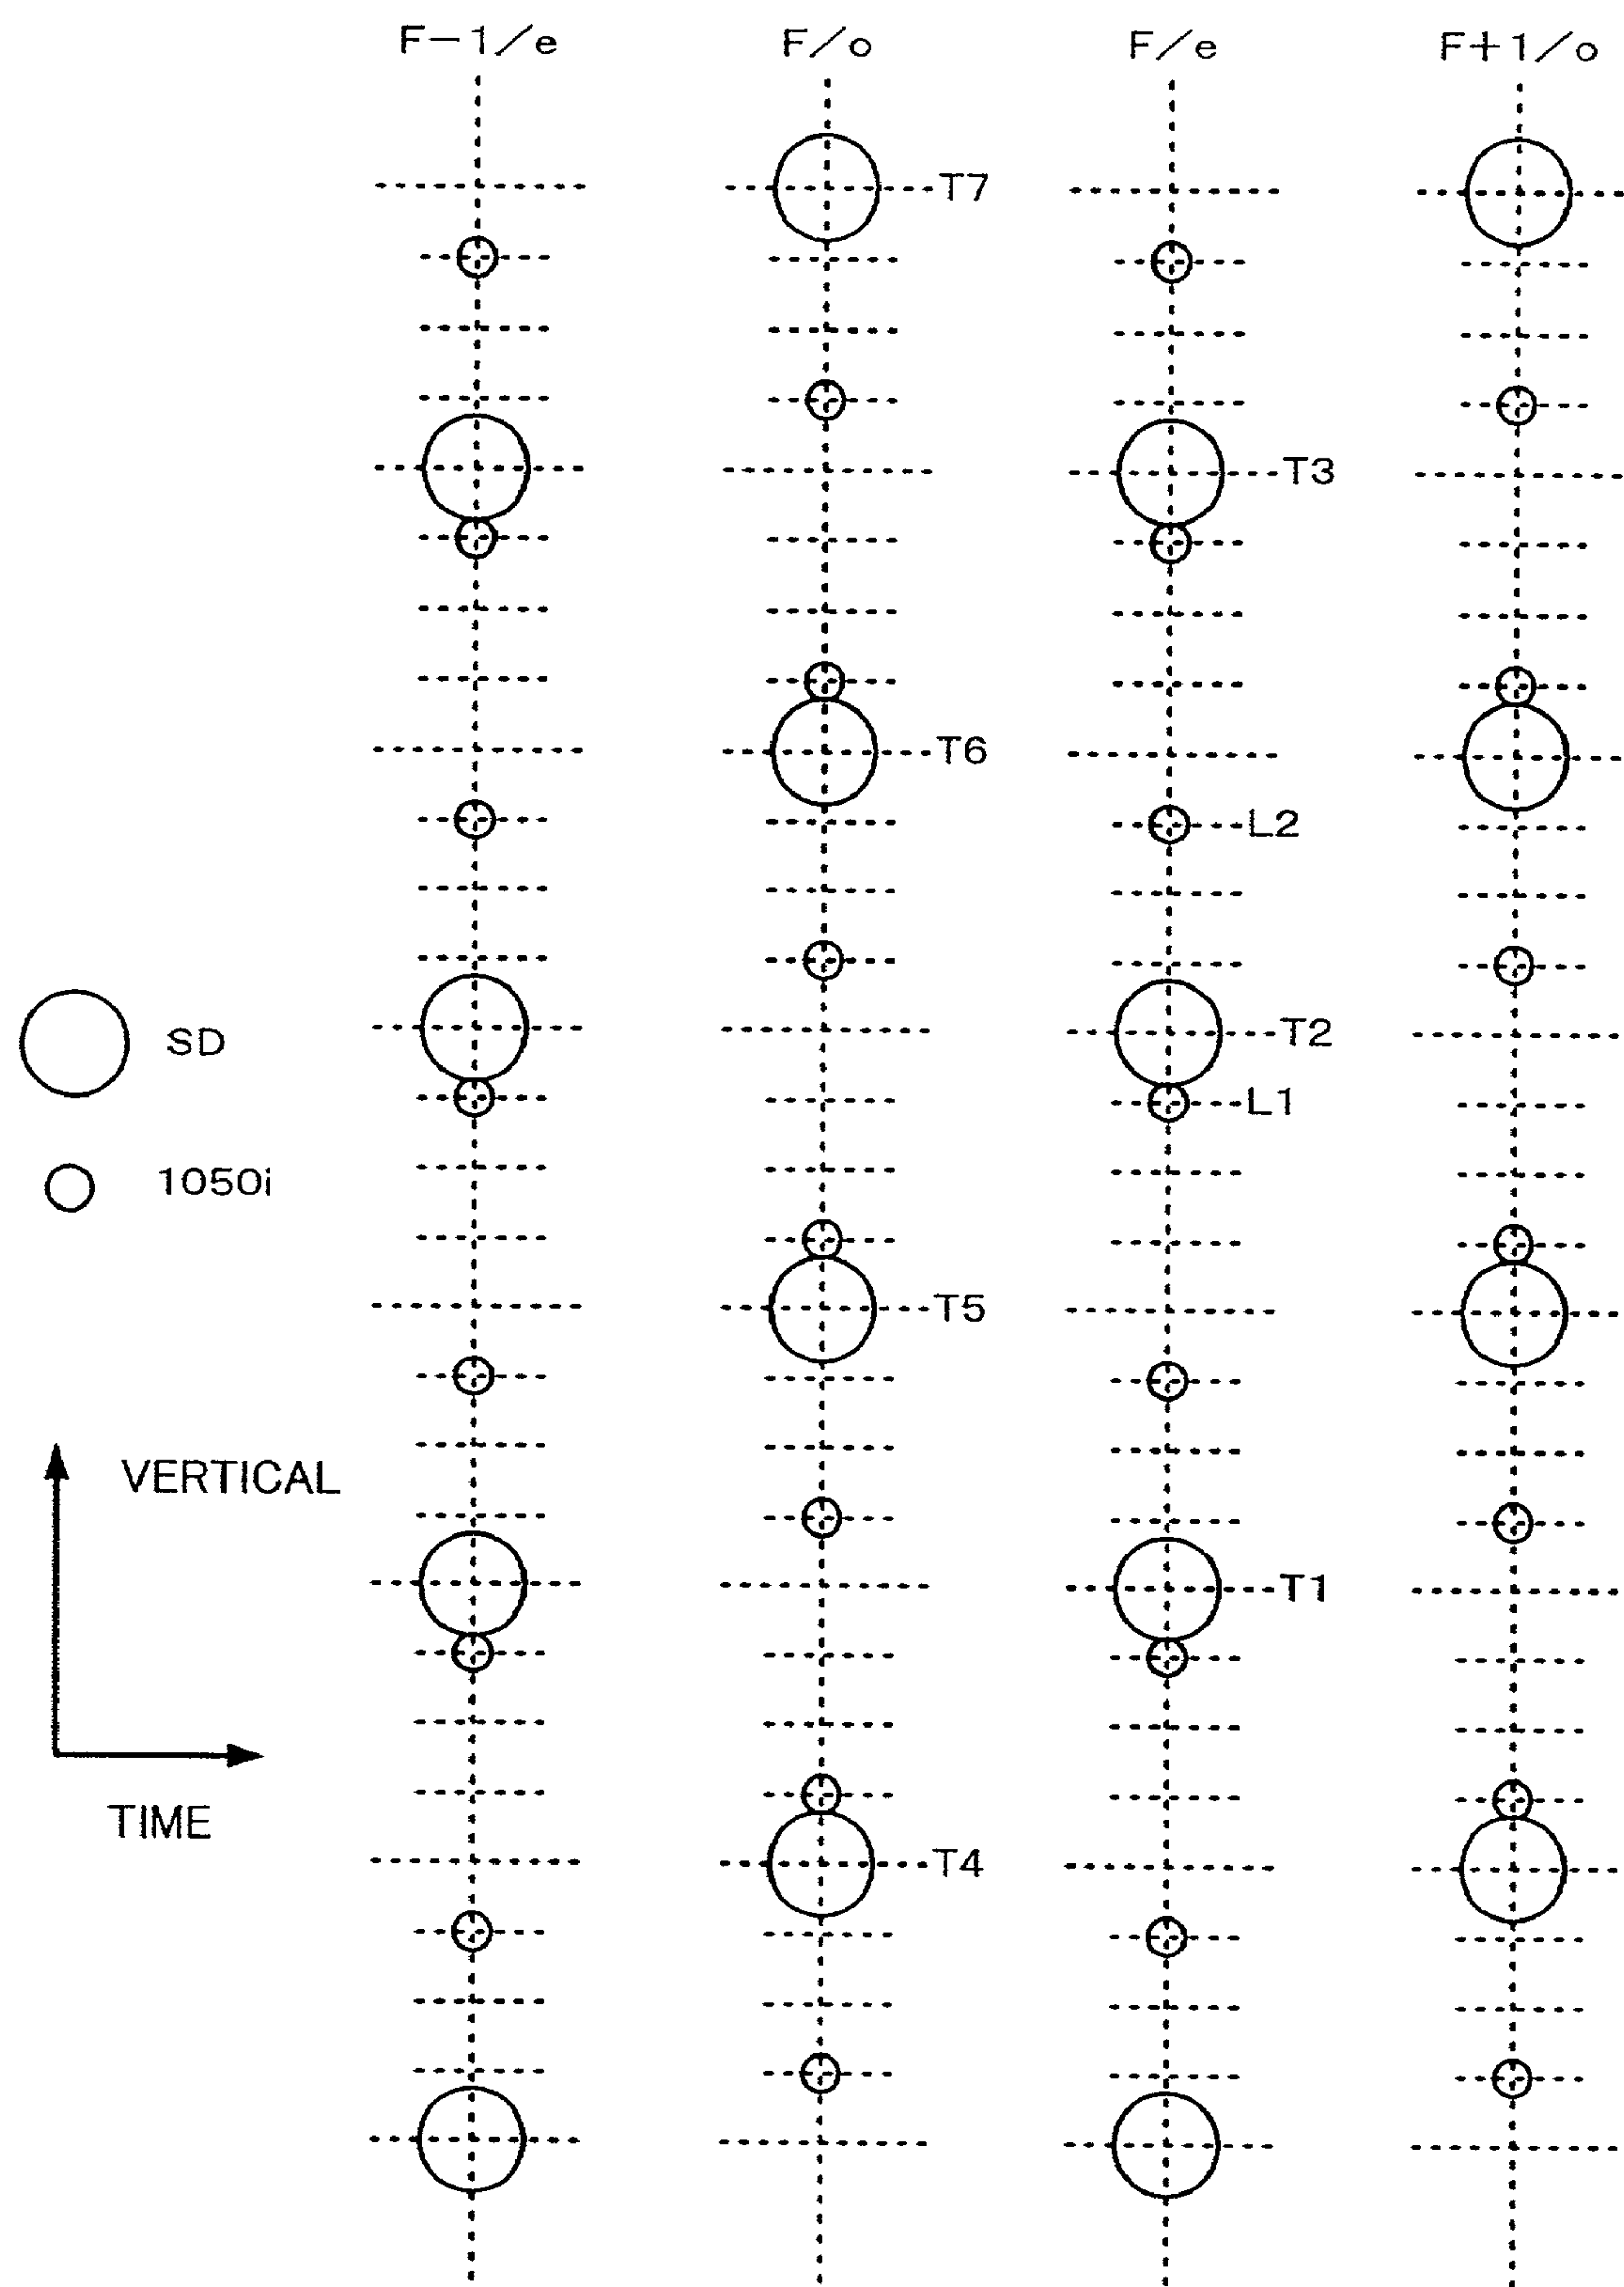 F−1/e F/o F/e F+1/o
T7
T3
T6
L2
SD
T2
L1
1050i
T5
VERTICAL
T1
TIME
T4